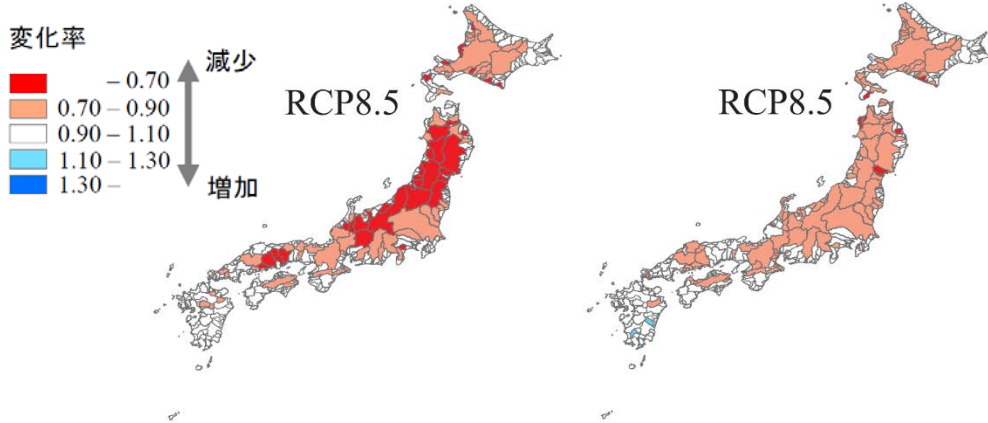 変化率
減少
– 0.70
0.70 – 0.90
0.90 – 1.10
1.10 – 1.30
1.30 –
増加
RCP8.5
RCP8.5